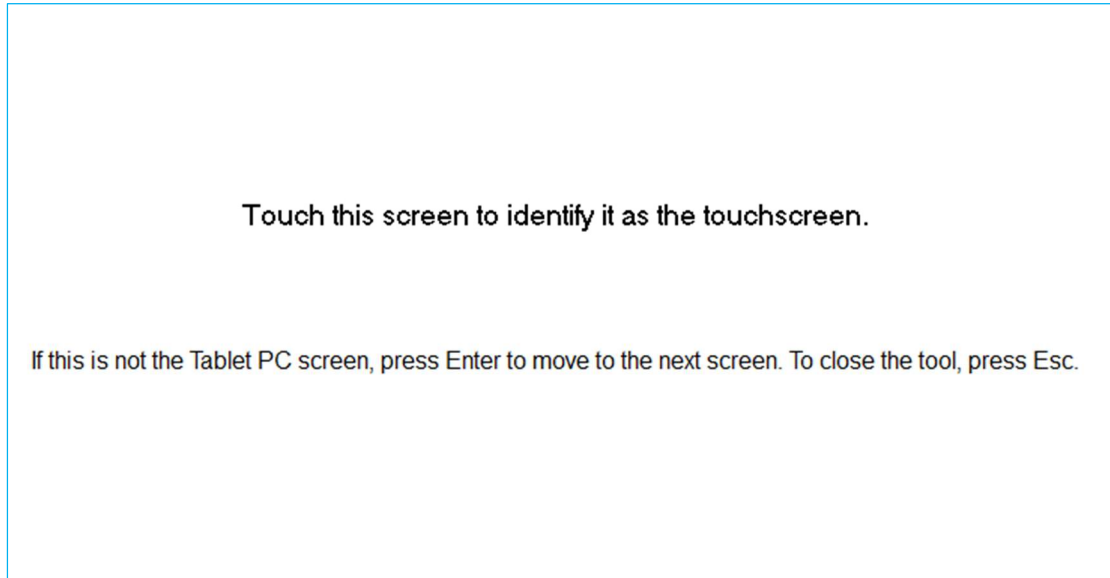 Touch this screen to identify it as the touchscreen.
If this is not the Tablet PC screen, press Enter to move to the next screen. To close the tool, press Esc.